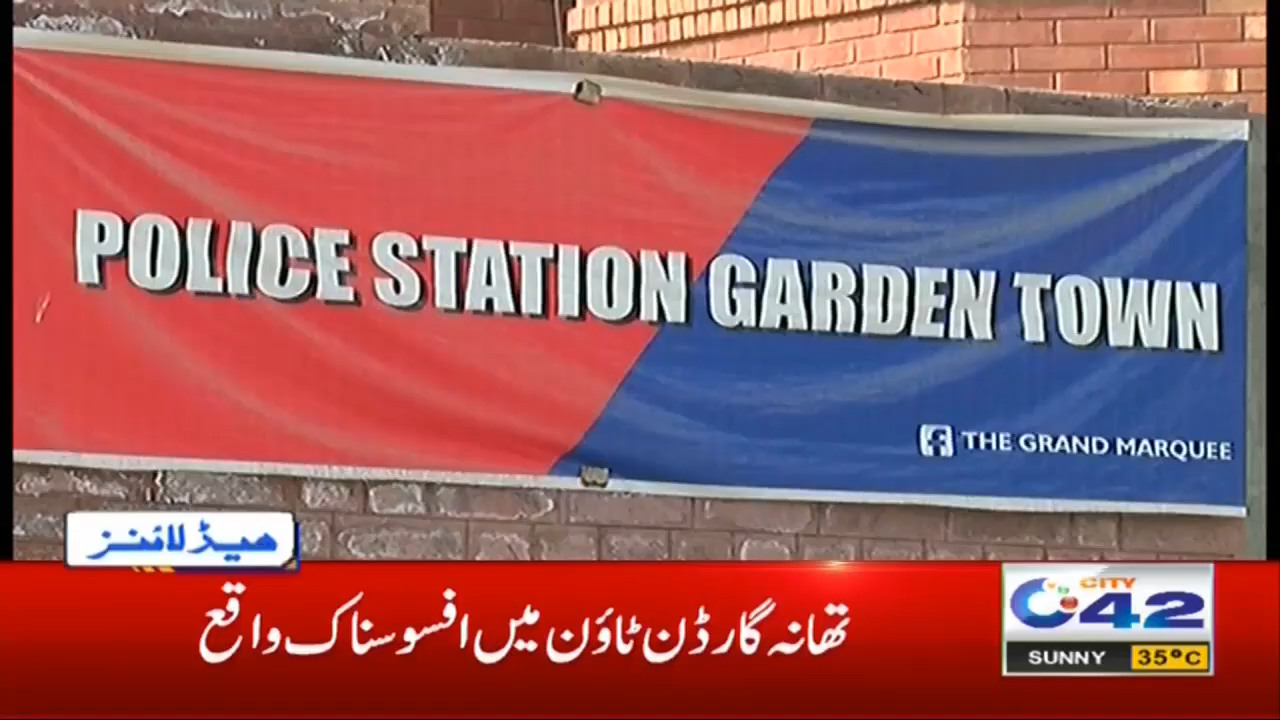 POLICE STATION GARDEN TOWN
THE GRAND MARQUEE
ہیڈ لائنز
تھانہ گارڈن ٹاؤن میں افسوسناک واقع
CITY
42
SUNNY 35°C